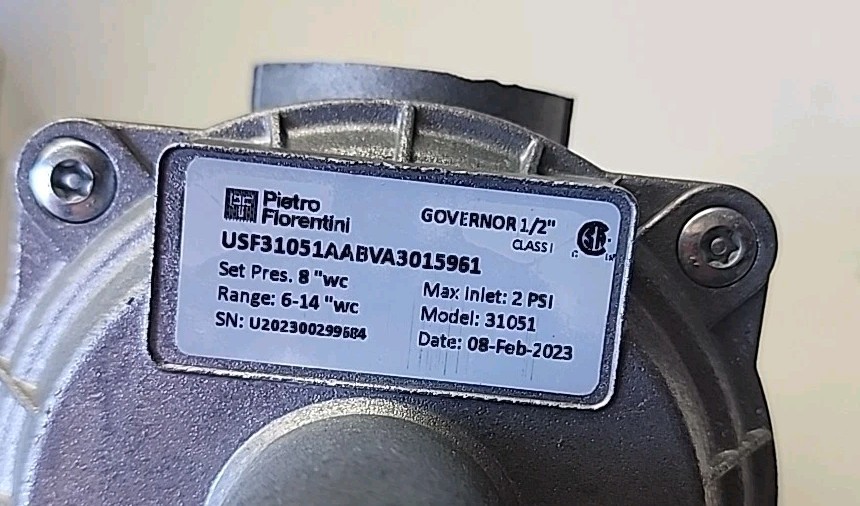 Pietro
Fiorentini
GOVERNOR 1/2"
CLASS I
USF31051AABVA3015961
Set Pres. 8 "wc
Max Inlet: 2 PSI
Range: 6-14 "wc
Model: 31051
SN: U202300299684
Date: 08-Feb-2023